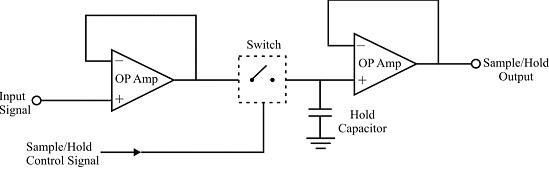 Switch
−
OP Amp
+
−
OP Amp
+
Sample/Hold
Output
Input
Signal
Hold
Capacitor
Sample/Hold
Control Signal